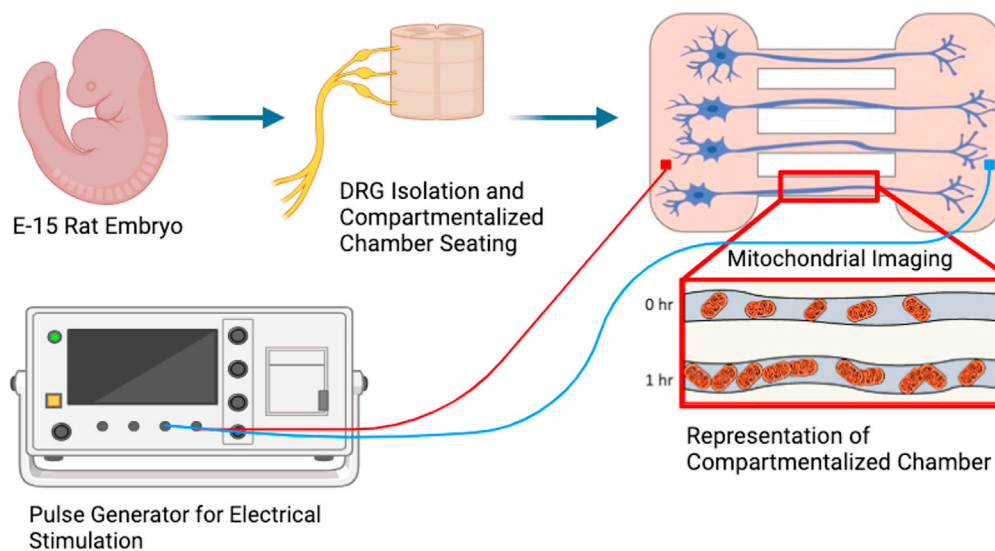 E-15 Rat Embryo
DRG Isolation and
Compartmentalized
Chamber Seating
Mitochondrial Imaging
0 hr
1 hr
Representation of
Compartmentalized Chamber
Pulse Generator for Electrical
Stimulation